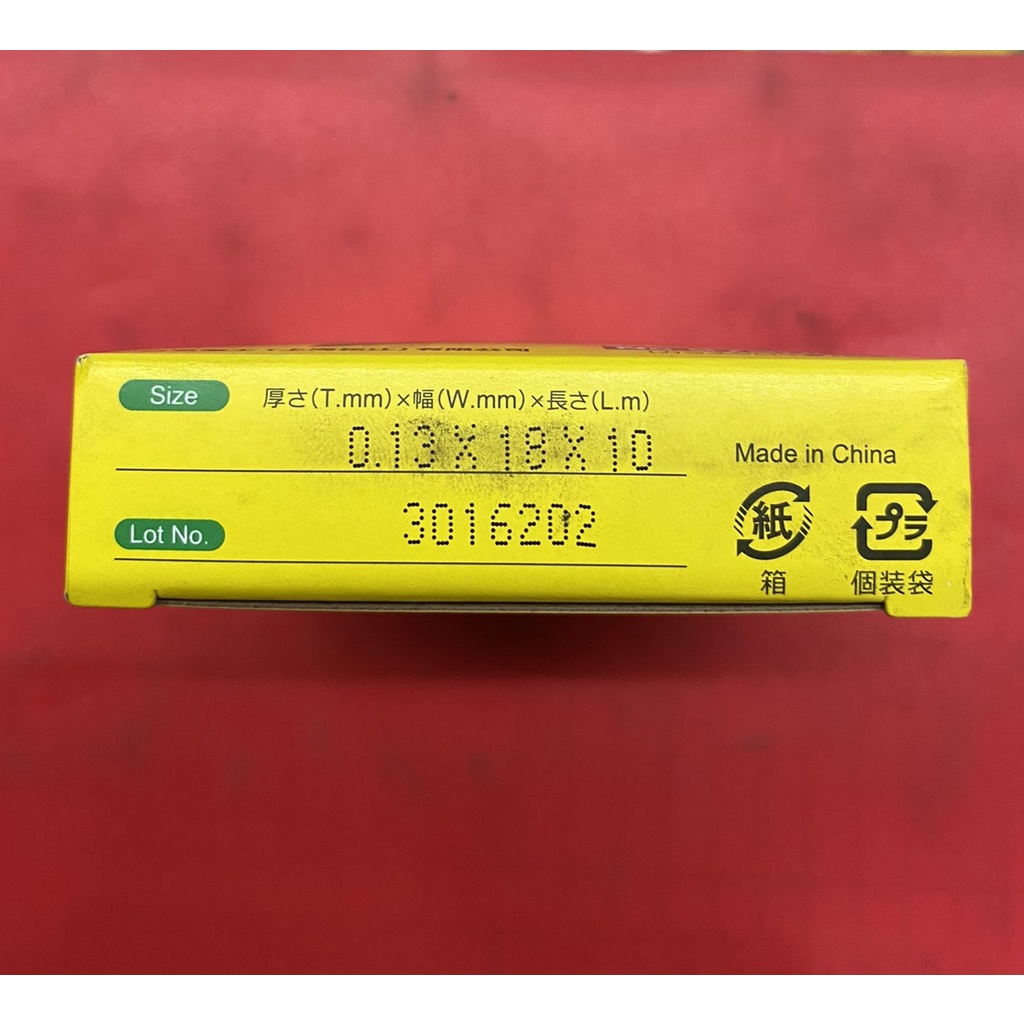 Size 厚さ(T.mm)×幅(W.mm)×長さ(L.m)
0.13X18X10
Made in China
Lot No. 3016202
紙 プラ
箱 個装袋